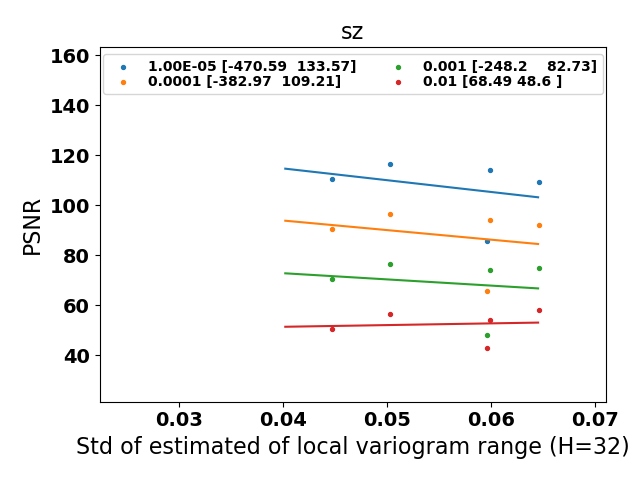 sz
160
140
120
100
80
60
40
PSNR
1.00E-05 [-470.59  133.57]
0.0001 [-382.97  109.21]
0.001 [-248.2    82.73]
0.01 [68.49 48.6 ]
0.03 0.04 0.05 0.06 0.07
Std of estimated of local variogram range (H=32)